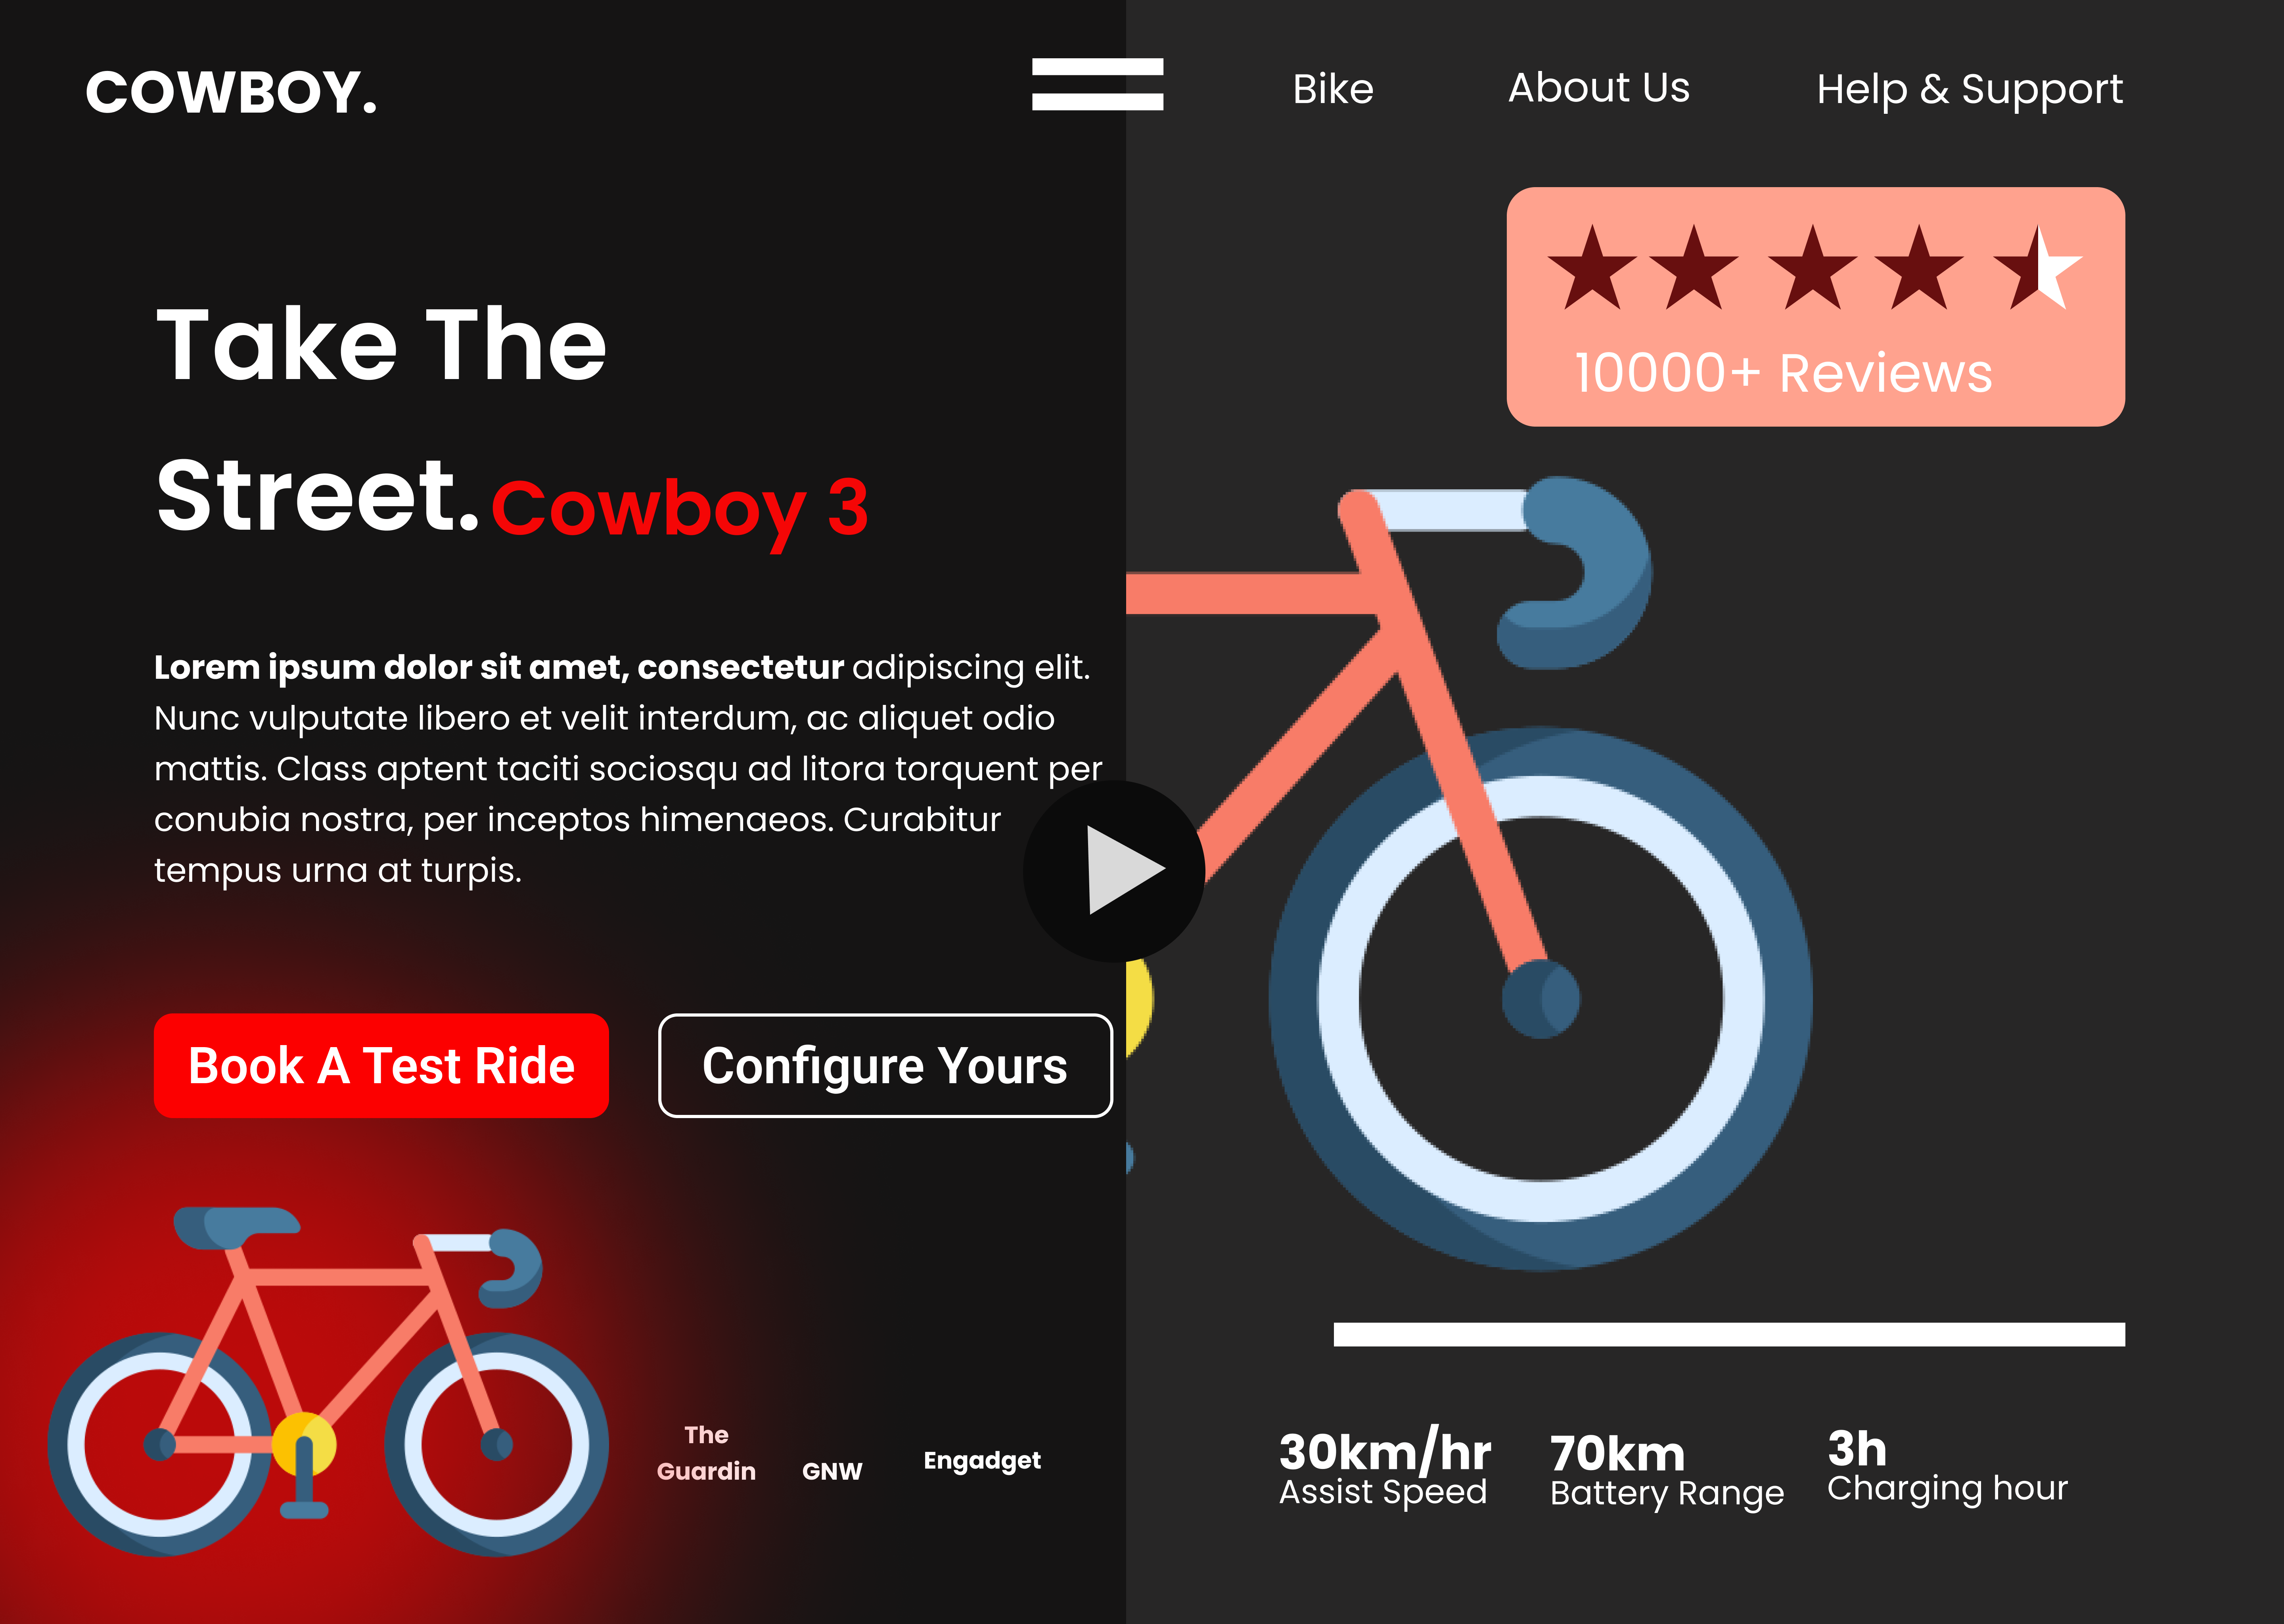 COWBOY.
Bike
About Us
Help & Support
10000+ Reviews
Take The
Street. Cowboy 3
Lorem ipsum dolor sit amet, consectetur adipiscing elit.
Nunc vulputate libero et velit interdum, ac aliquet odio
mattis. Class aptent taciti sociosqu ad litora torquent per
conubia nostra, per inceptos himenaeos. Curabitur
tempus urna at turpis.
Book A Test Ride
Configure Yours
The
Guardin
GNW
Engadget
30km/hr
Assist Speed
70km
Battery Range
3h
Charging hour